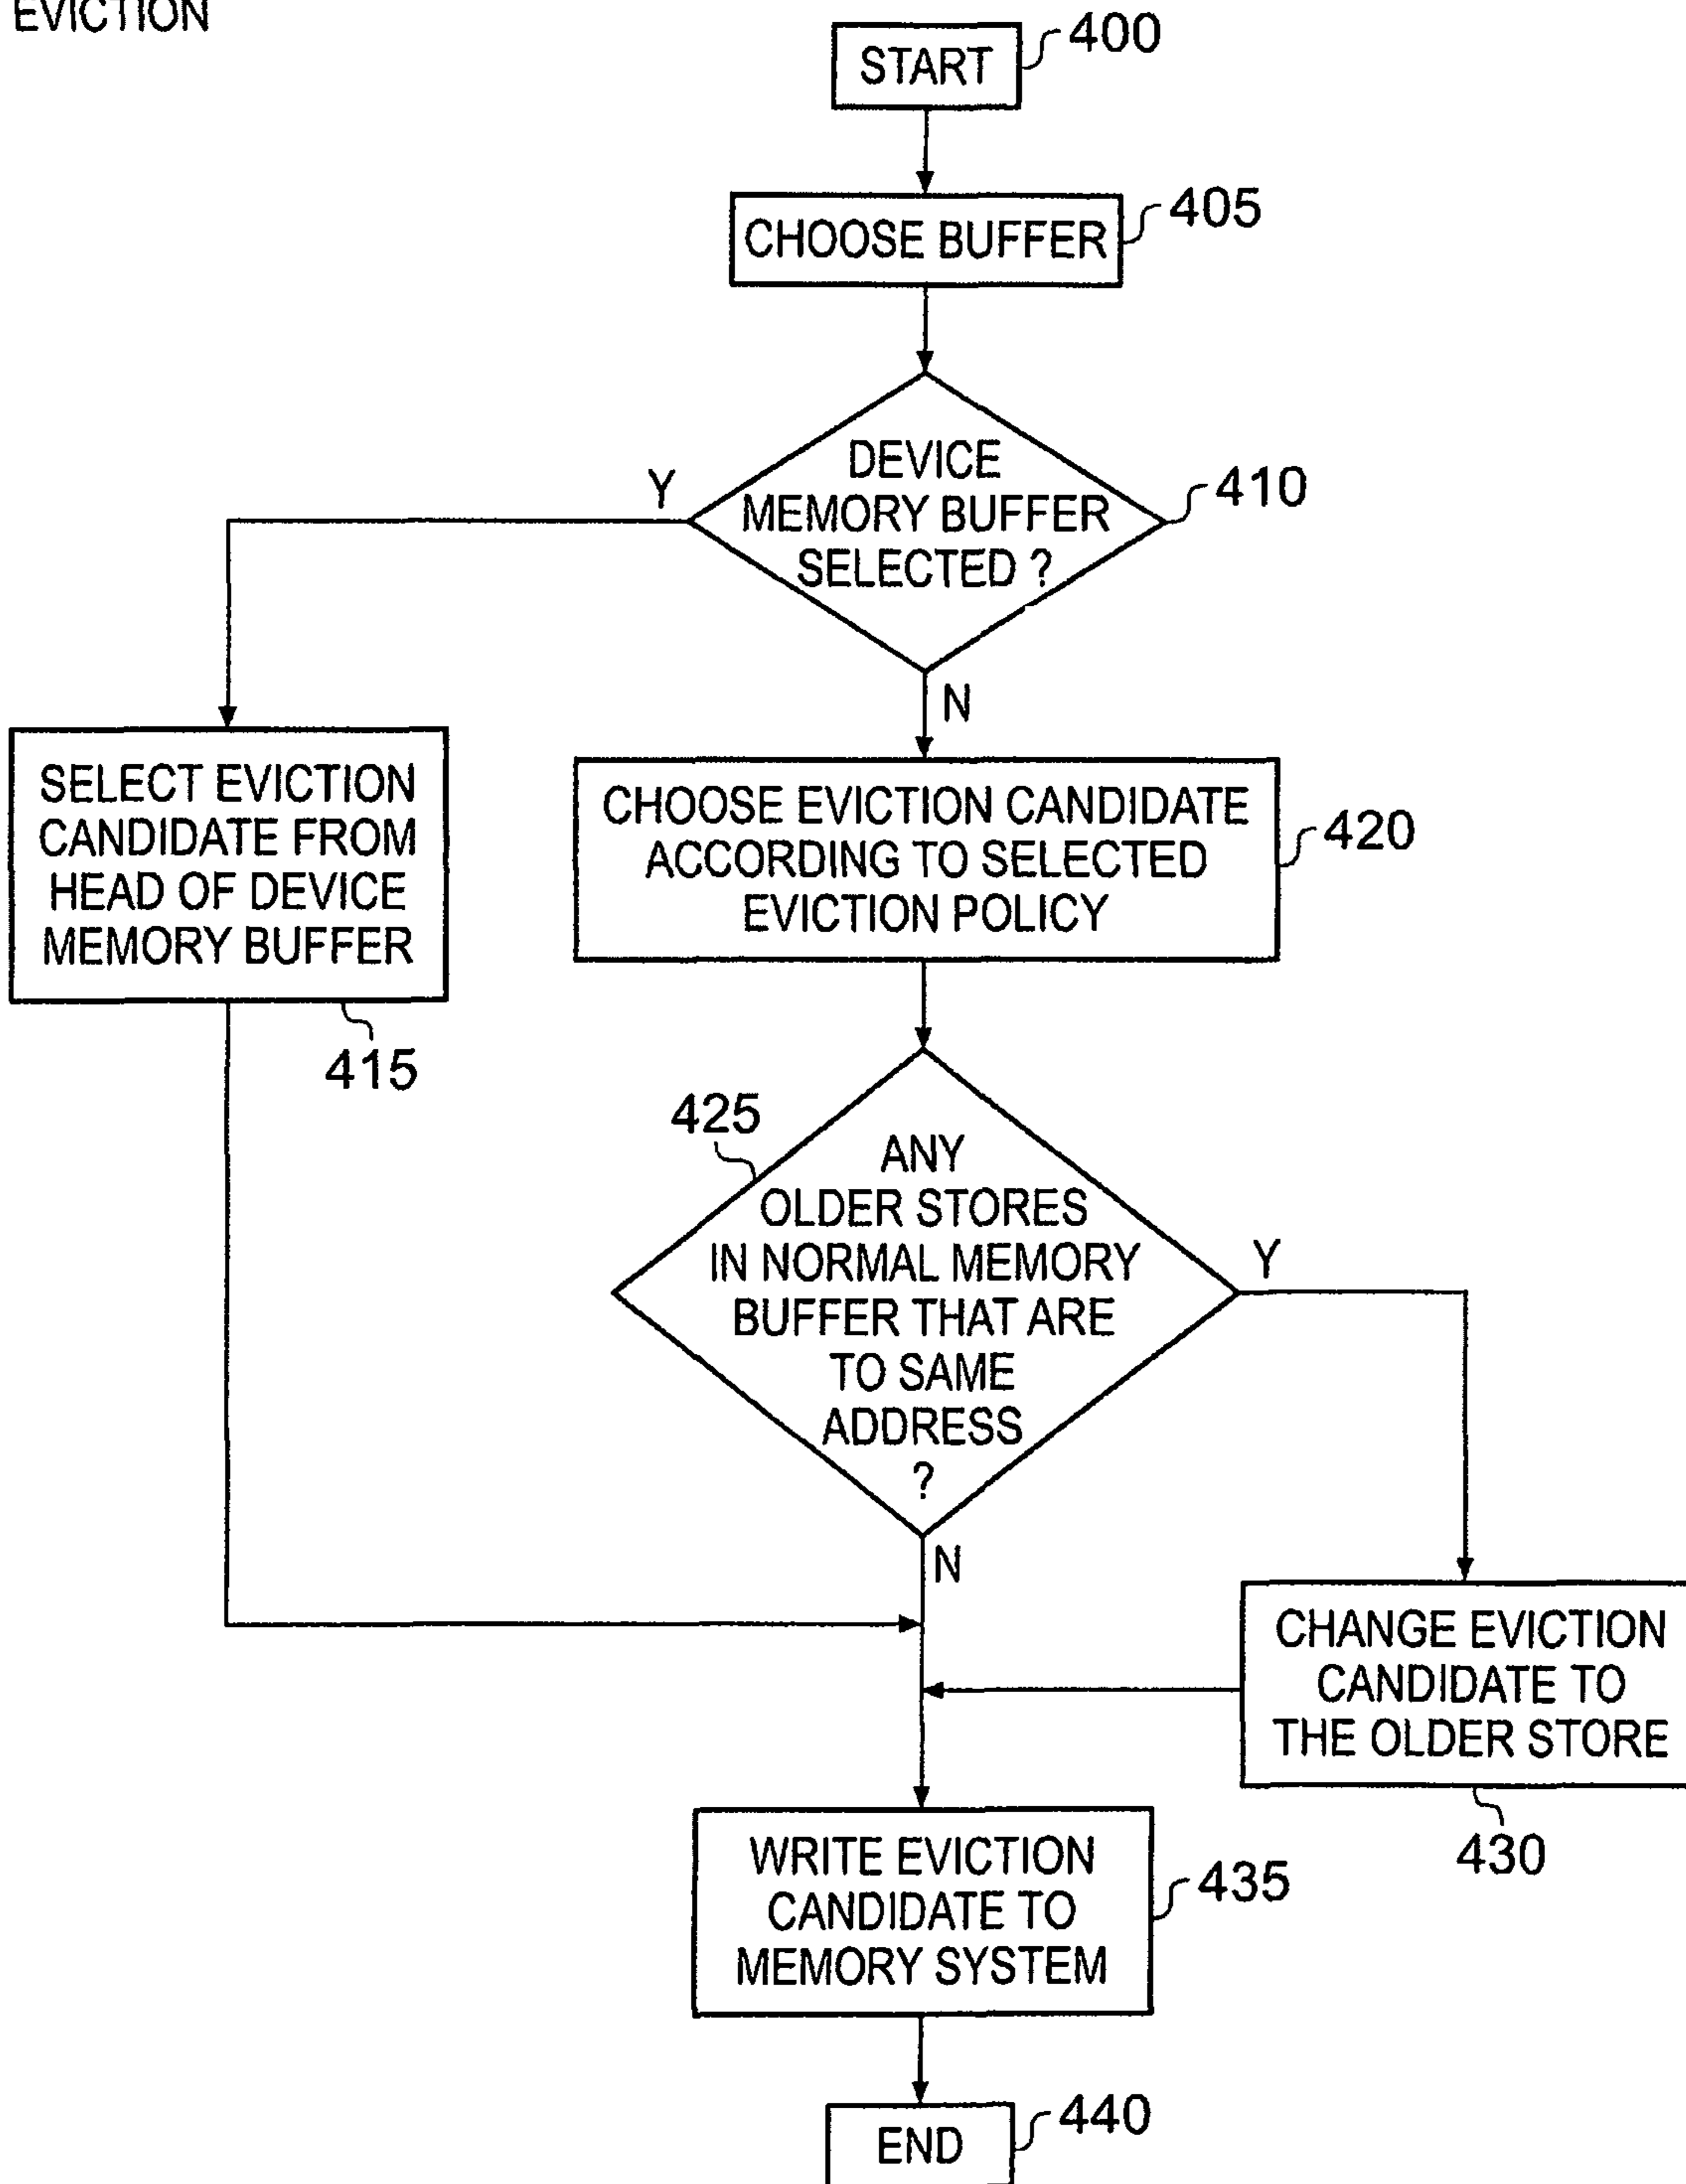 EVICTION
START
400
CHOOSE BUFFER
405
DEVICE
MEMORY BUFFER
SELECTED ?
410
Y
N
SELECT EVICTION
CANDIDATE FROM
HEAD OF DEVICE
MEMORY BUFFER
415
CHOOSE EVICTION CANDIDATE
ACCORDING TO SELECTED
EVICTION POLICY
420
425
ANY
OLDER STORES
IN NORMAL MEMORY
BUFFER THAT ARE
TO SAME
ADDRESS
?
Y
N
CHANGE EVICTION
CANDIDATE TO
THE OLDER STORE
430
WRITE EVICTION
CANDIDATE TO
MEMORY SYSTEM
435
END
440